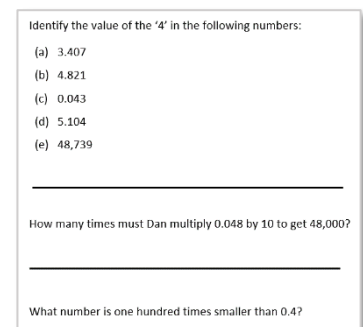 Identify the value of the ‘4’ in the following numbers:
(a) 3.407
(b) 4.821
(c) 0.043
(d) 5.104
(e) 48,739
How many times must Dan multiply 0.048 by 10 to get 48,000?
What number is one hundred times smaller than 0.4?